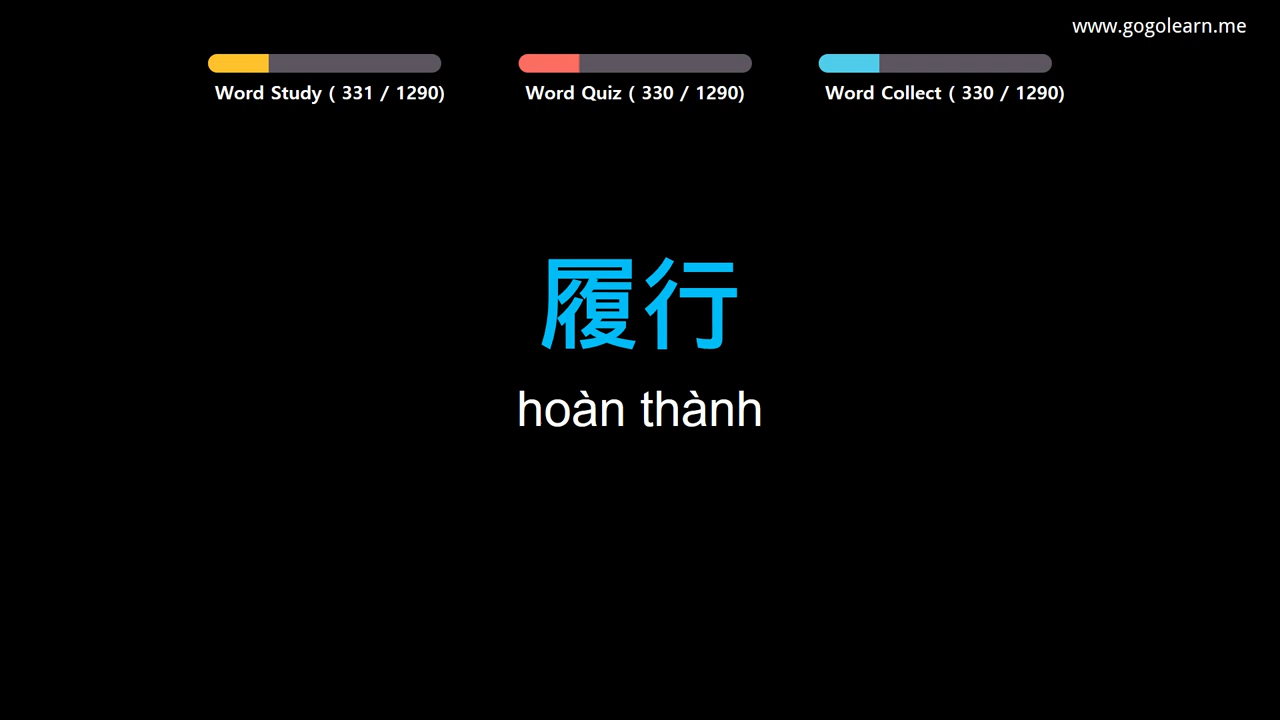 www.gogolearn.me
Word Study ( 331 / 1290)
Word Quiz ( 330 / 1290)
Word Collect ( 330 / 1290)
履行
hoàn thành